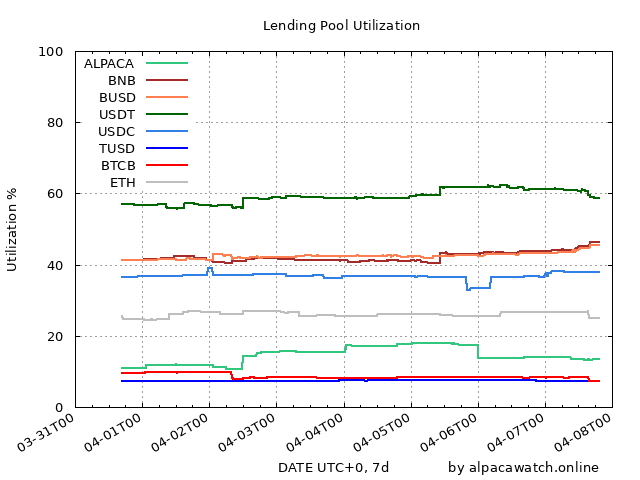 Lending Pool Utilization
Utilization %
100
80
60
40
20
0
ALPACA
BNB
BUSD
USDT
USDC
TUSD
BTCB
ETH
03-31T00
04-01T00
04-02T00
04-03T00
04-04T00
04-05T00
04-06T00
04-07T00
04-08T00
DATE UTC+0, 7d
by alpacawatch.online